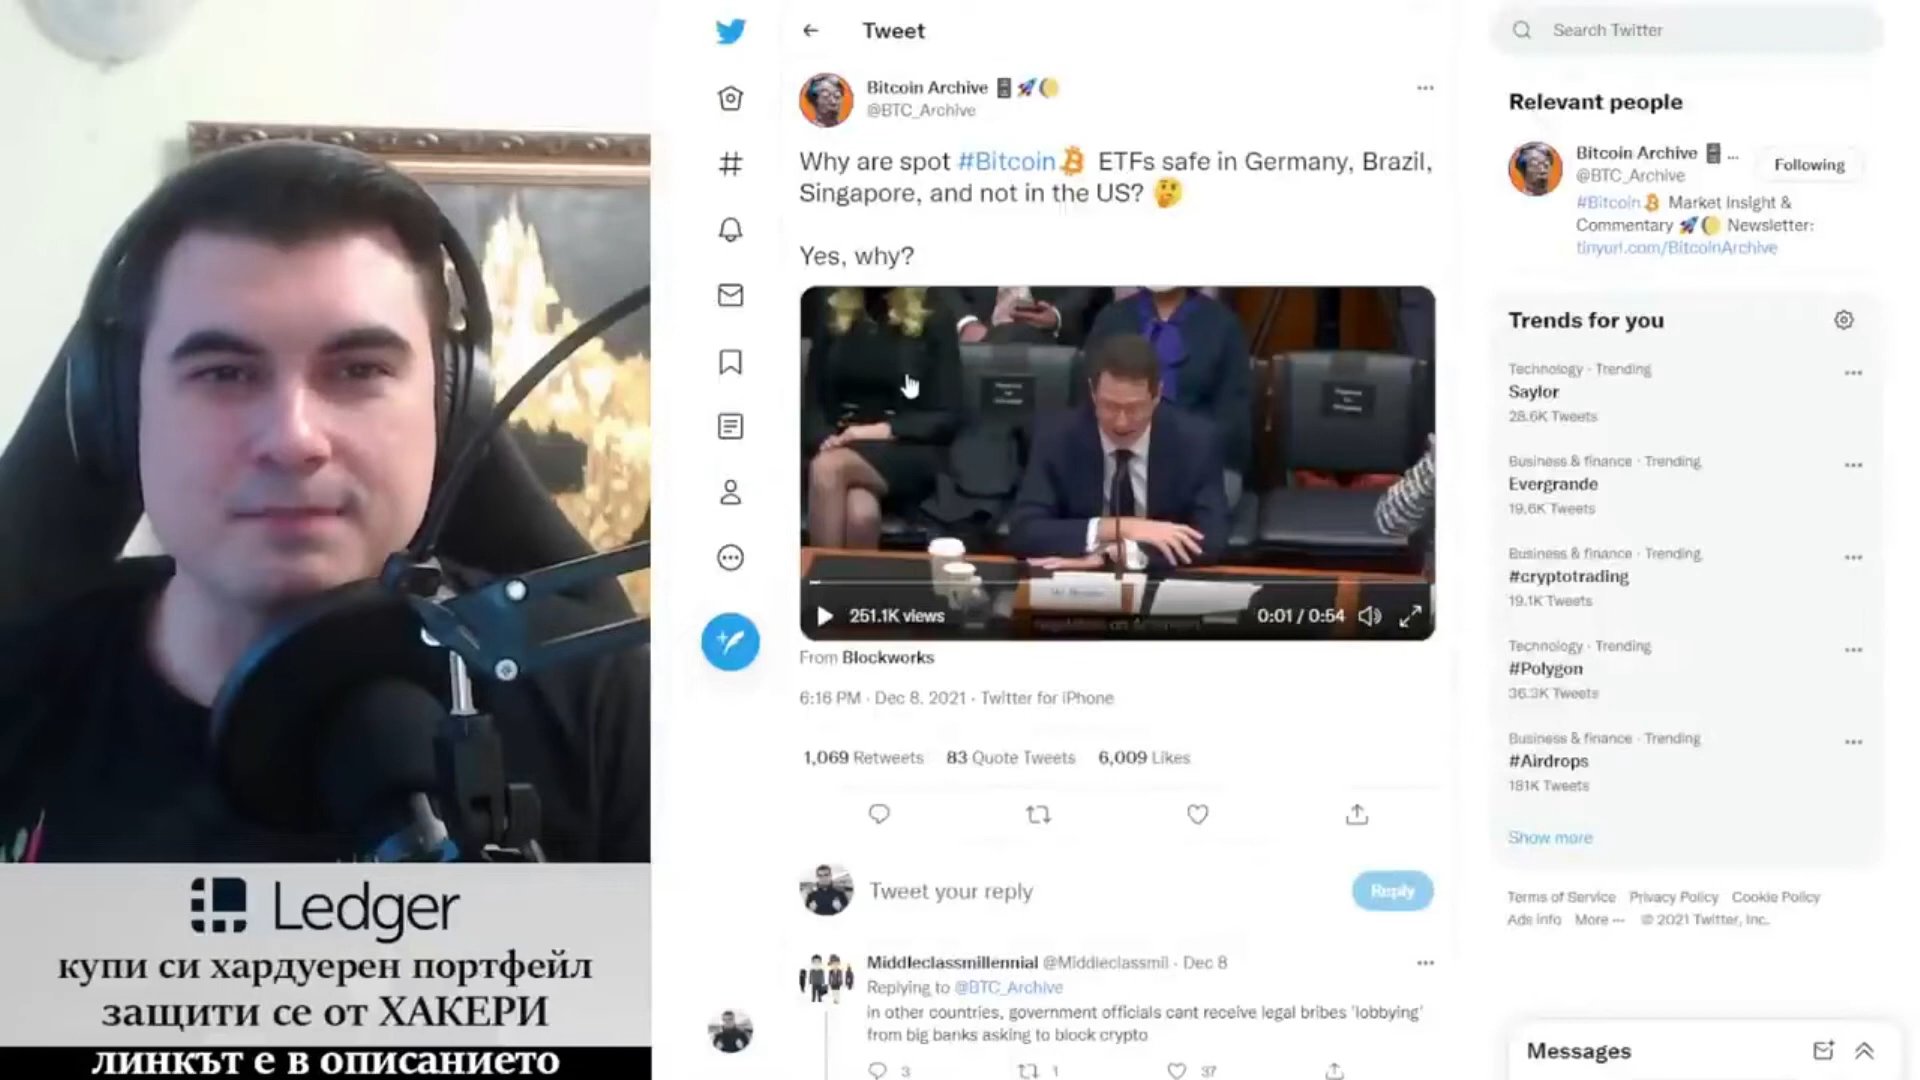 Tweet
Bitcoin Archive
@BTC_Archive
Why are spot #Bitcoin ETFs safe in Germany, Brazil,
Singapore, and not in the US?
Yes, why?
251.1K views
0:01 / 0:54
From Blockworks
6:16 PM · Dec 8, 2021 · Twitter for iPhone
1,069 Retweets 83 Quote Tweets 6,009 Likes
Tweet your reply
Reply
Middleclassmillennial @Middleclassmil · Dec 8
Replying to @BTC_Archive
in other countries, government officials cant receive legal bribes 'lobbying'
from big banks asking to block crypto
3 1 37
Search Twitter
Relevant people
Bitcoin Archive ...
@BTC_Archive
Following
#Bitcoin Market Insight &
Commentary Newsletter:
tinyurl.com/BitcoinArchive
Trends for you
Technology · Trending
Saylor
28.6K Tweets
Business & finance · Trending
Evergrande
19.6K Tweets
Business & finance · Trending
#cryptotrading
19.1K Tweets
Technology · Trending
#Polygon
36.3K Tweets
Business & finance · Trending
#Airdrops
181K Tweets
Show more
Terms of Service Privacy Policy Cookie Policy
Ads info More ··· © 2021 Twitter, Inc.
Messages
Ledger
купи си хардуерен портфейл
защити се от ХАКЕРИ
линкът е в описанието